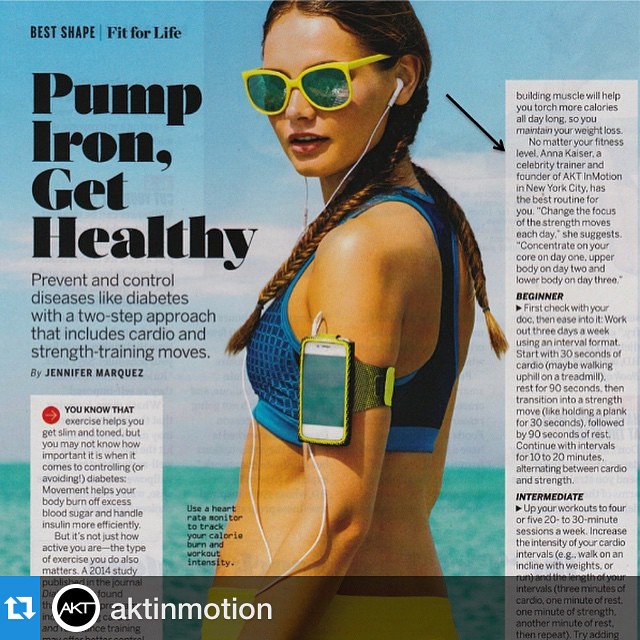 BEST SHAPE | Fit for Life
Pump
Iron,
Get
Healthy
Prevent and control
diseases like diabetes
with a two-step approach
that includes cardio and
strength-training moves.
By JENNIFER MARQUEZ
YOU KNOW THAT
exercise helps you
get slim and toned, but
you may not know how
important it is when it
comes to controlling (or
avoiding!) diabetes:
Movement helps your
body burn off excess
blood sugar and handle
insulin more efficiently.
But it's not just how
active you are—the type
of exercise you do also
matters. A 2014 study
published in the journal
found
training
Use a heart
rate monitor
to track
your calorie
burn and
workout
intensity.
building muscle will help
you torch more calories
all day long, so you
maintain your weight loss.
No matter your fitness
level, Anna Kaiser, a
celebrity trainer and
founder of AKT InMotion
in New York City, has
the best routine for
you. "Change the focus
of the strength moves
each day," she suggests.
"Concentrate on your
core on day one, upper
body on day two and
lower body on day three."
BEGINNER
▶ First check with your
doc, then ease into it: Work
out three days a week
using an interval format.
Start with 30 seconds of
cardio (maybe walking
uphill on a treadmill),
rest for 90 seconds, then
transition into a strength
move (like holding a plank
for 30 seconds), followed
by 90 seconds of rest.
Continue with intervals
for 10 to 20 minutes,
alternating between cardio
and strength.
INTERMEDIATE
▶ Up your workouts to four
or five 20- to 30-minute
sessions a week. Increase
the intensity of your cardio
intervals (e.g., walk on an
incline with weights, or
run) and the length of your
intervals (three minutes of
cardio, one minute of rest,
one minute of strength,
another minute of rest,
then repeat). Try adding
AKT aktinmotion